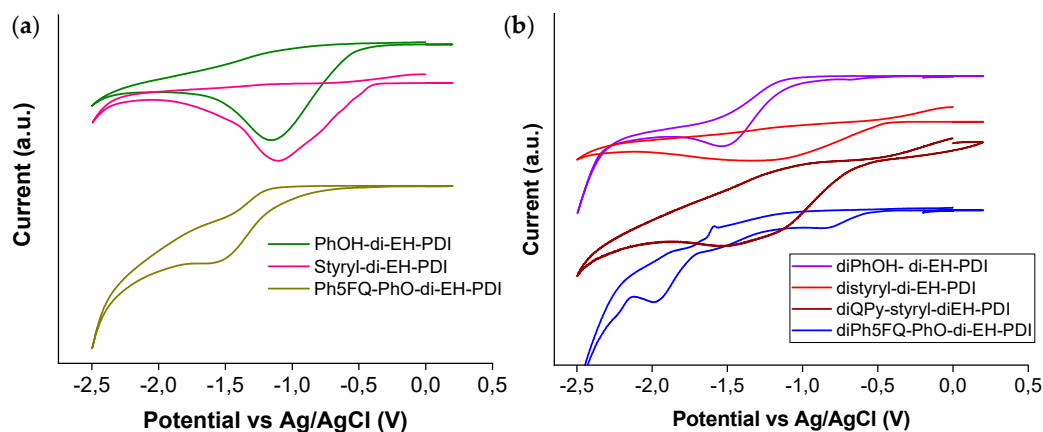 (a)
Current (a.u.)
PhOH-di-EH-PDI
Styryl-di-EH-PDI
Ph5FQ-PhO-di-EH-PDI
-2,5 -2,0 -1,5 -1,0 -0,5 0,0 0,5
Potential vs Ag/AgCl (V)
(b)
Current (a.u.)
diPhOH- di-EH-PDI
distyryl-di-EH-PDI
diQPy-styryl-diEH-PDI
diPh5FQ-PhO-di-EH-PDI
-2,5 -2,0 -1,5 -1,0 -0,5 0,0 0,5
Potential vs Ag/AgCl (V)